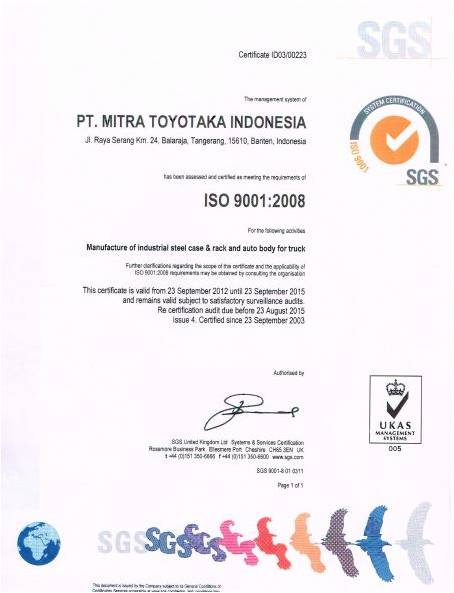 SGS
Certificate ID03/00223
The management system of
PT. MITRA TOYOTAKA INDONESIA
Jl. Raya Serang Km. 24, Balaraja, Tangerang, 15610, Banten, Indonesia
SYSTEM CERTIFICATION
ISO 9001
SGS
has been assessed and certified as meeting the requirements of
ISO 9001:2008
For the following activities
Manufacture of industrial steel case & rack and auto body for truck
Further clarifications regarding the scope of this certificate and the applicability of
ISO 9001:2008 requirements may be obtained by consulting the organisation
This certificate is valid from 23 September 2012 until 23 September 2015
and remains valid subject to satisfactory surveillance audits.
Re certification audit due before 23 August 2015
Issue 4. Certified since 23 September 2003
Authorised by
UKAS
MANAGEMENT
SYSTEMS
005
SGS United Kingdom Ltd Systems & Services Certification
Rossmore Business Park Ellesmere Port Cheshire CH65 3EN UK
t +44 (0)151 350-6666 f +44 (0)151 350-6600 www.sgs.com
SGS 9001-8 01 0311
Page 1 of 1
SGS SGS
This document is issued by the Company subject to its General Conditions of